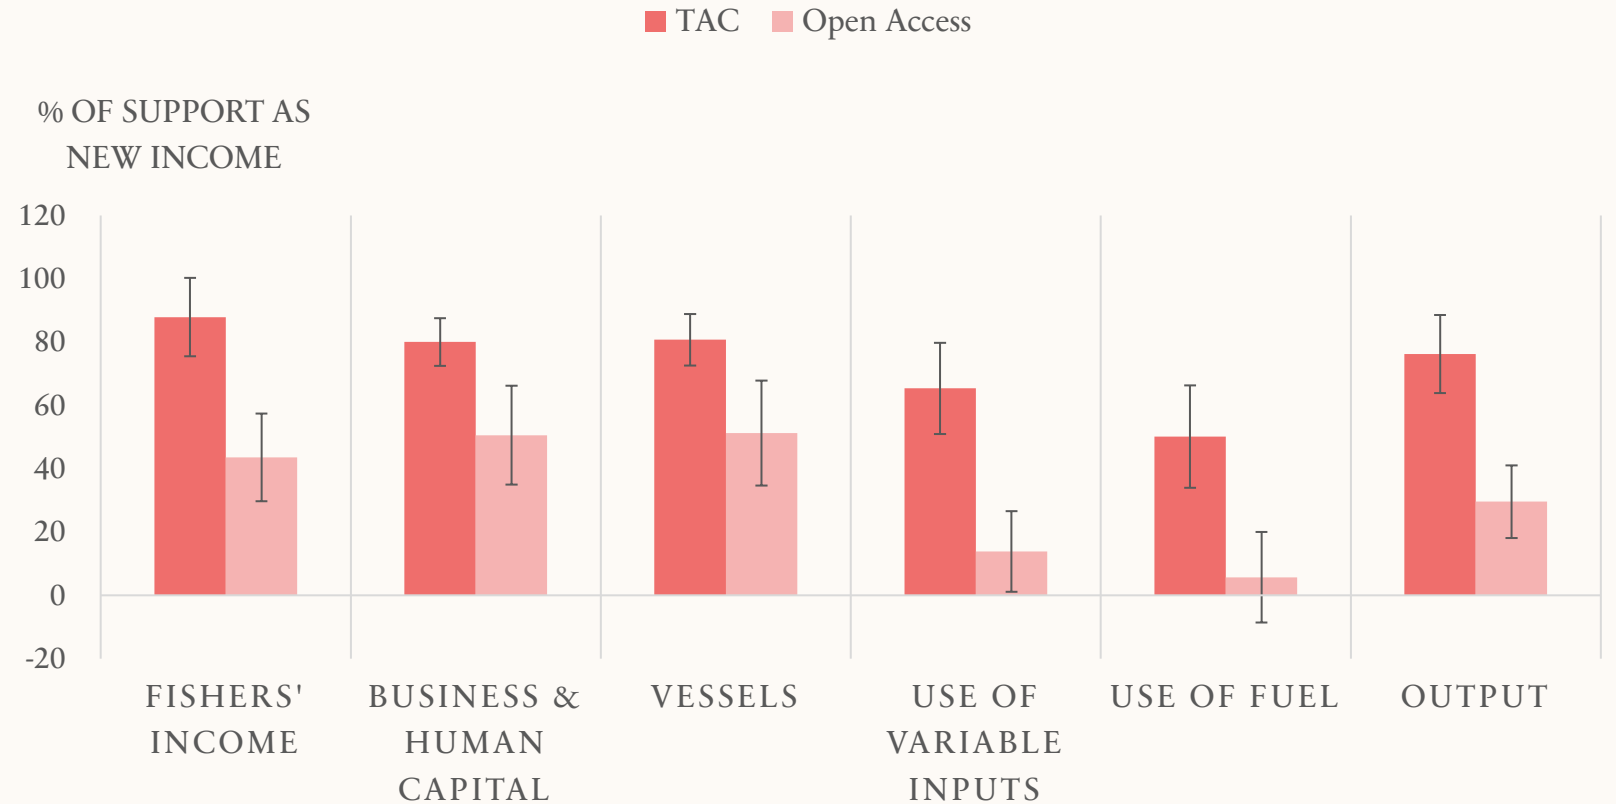 TAC Open Access
% OF SUPPORT AS
NEW INCOME
120
100
80
60
40
20
0
-20
FISHERS'
INCOME
BUSINESS &
HUMAN
CAPITAL
VESSELS
USE OF
VARIABLE
INPUTS
USE OF FUEL
OUTPUT